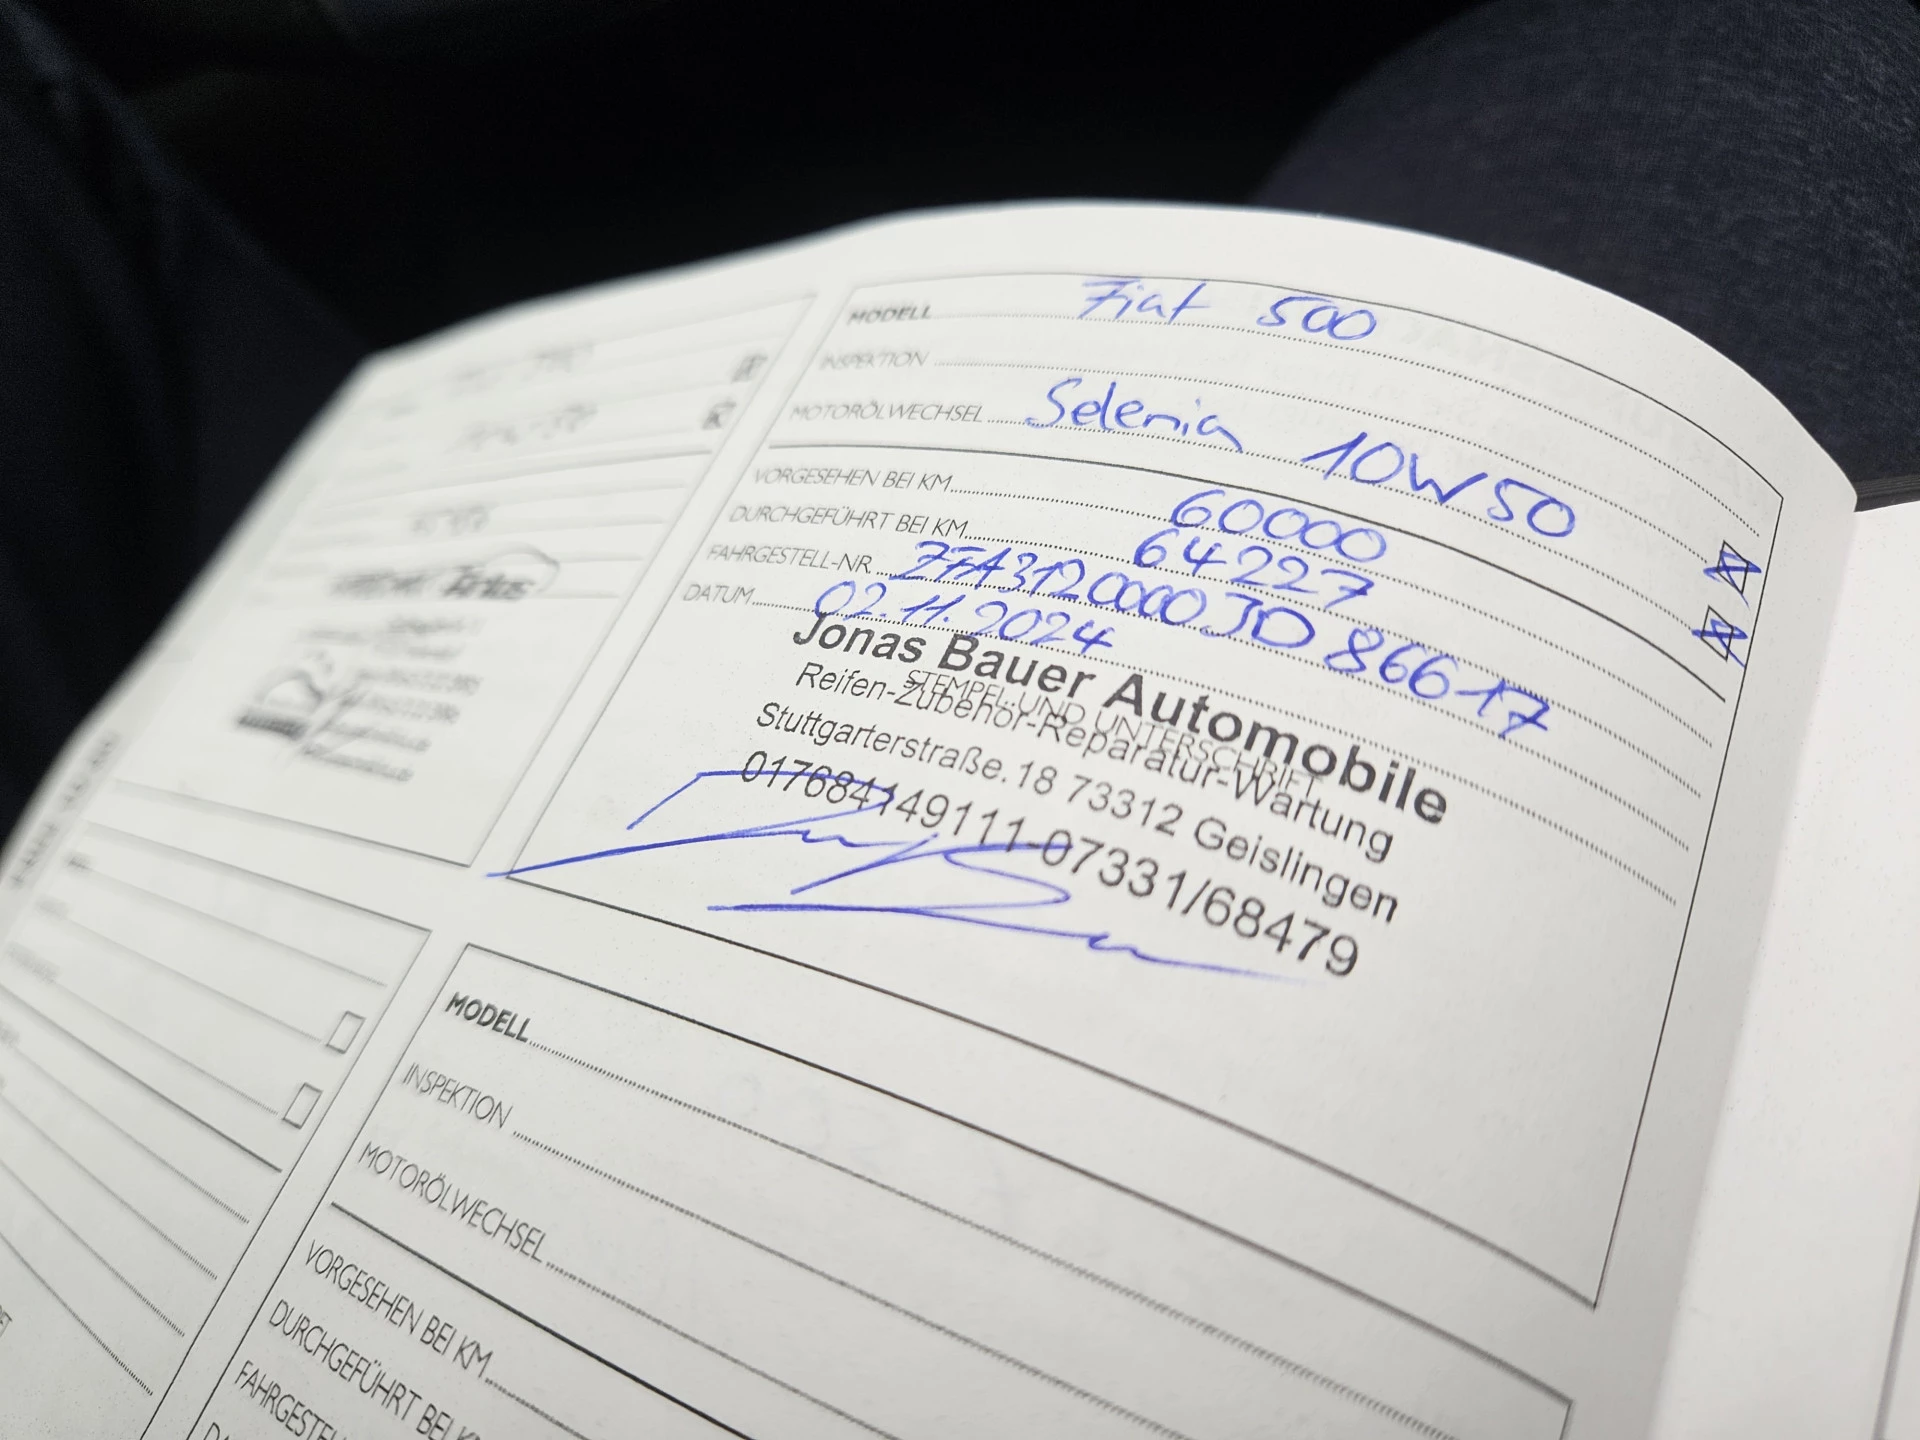 MODELL Fiat 500
INSPEKTION
MOTORÖLWECHSEL Selenia 10W50
VORGESEHEN BEI KM 60000
DURCHGEFÜHRT BEI KM 64227
FAHRGESTELL-NR. ZFA3120000JD86617
DATUM 02.11.2024
STEMPEL UND UNTERSCHRIFT
Jonas Bauer Automobile
Reifen-Zubehör-Reparatur-Wartung
Stuttgarterstraße.18 73312 Geislingen
017684149111-07331/68479
MODELL
INSPEKTION
MOTORÖLWECHSEL
VORGESEHEN BEI KM
DURCHGEFÜHRT BEI KM